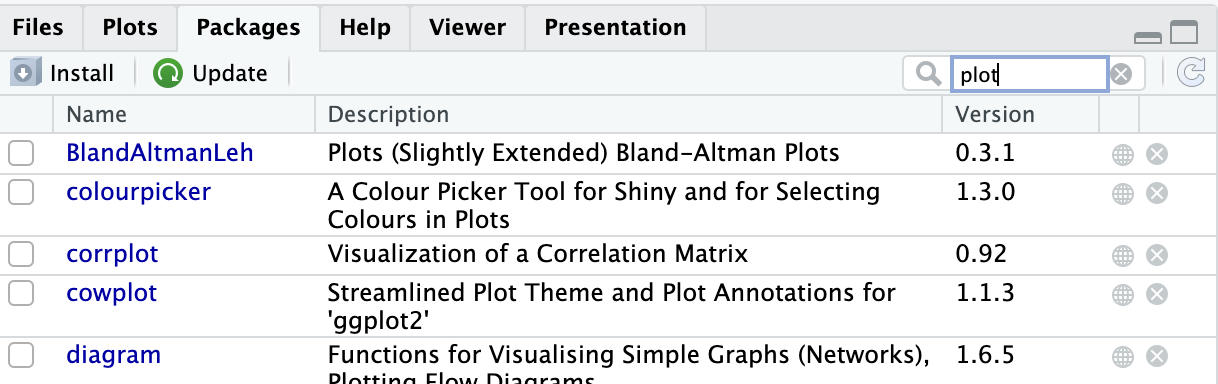 Files Plots Packages Help Viewer Presentation
Install Update plot
Name Description Version
BlandAltmanLeh Plots (Slightly Extended) Bland-Altman Plots 0.3.1
colourpicker A Colour Picker Tool for Shiny and for Selecting 1.3.0
Colours in Plots
corrplot Visualization of a Correlation Matrix 0.92
cowplot Streamlined Plot Theme and Plot Annotations for 1.1.3
'ggplot2'
diagram Functions for Visualising Simple Graphs (Networks), 1.6.5
Plotting Flow Diagrams